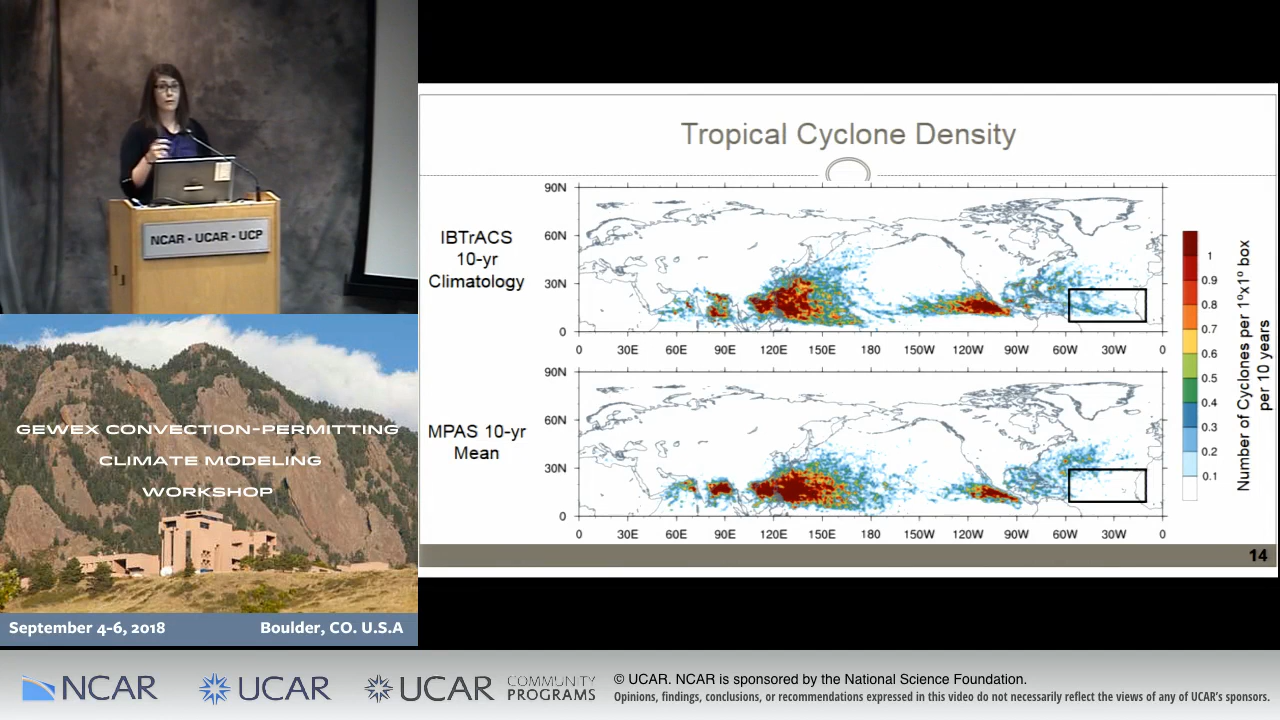 NCAR • UCAR • UCP
GEWEX CONVECTION-PERMITTING
CLIMATE MODELING
WORKSHOP
September 4-6, 2018
Boulder, CO. U.S.A
Tropical Cyclone Density
IBTrACS
10-yr
Climatology
90N
60N
30N
0
0 30E 60E 90E 120E 150E 180 150W 120W 90W 60W 30W 0
MPAS 10-yr
Mean
90N
60N
30N
0
0 30E 60E 90E 120E 150E 180 150W 120W 90W 60W 30W 0
1
0.9
0.8
0.7
0.6
0.5
0.4
0.3
0.2
0.1
Number of Cyclones per 1ºx1º box
per 10 years
14
NCAR
UCAR
UCAR
COMMUNITY
PROGRAMS
© UCAR. NCAR is sponsored by the National Science Foundation.
Opinions, findings, conclusions, or recommendations expressed in this video do not necessarily reflect the views of any of UCAR's sponsors.